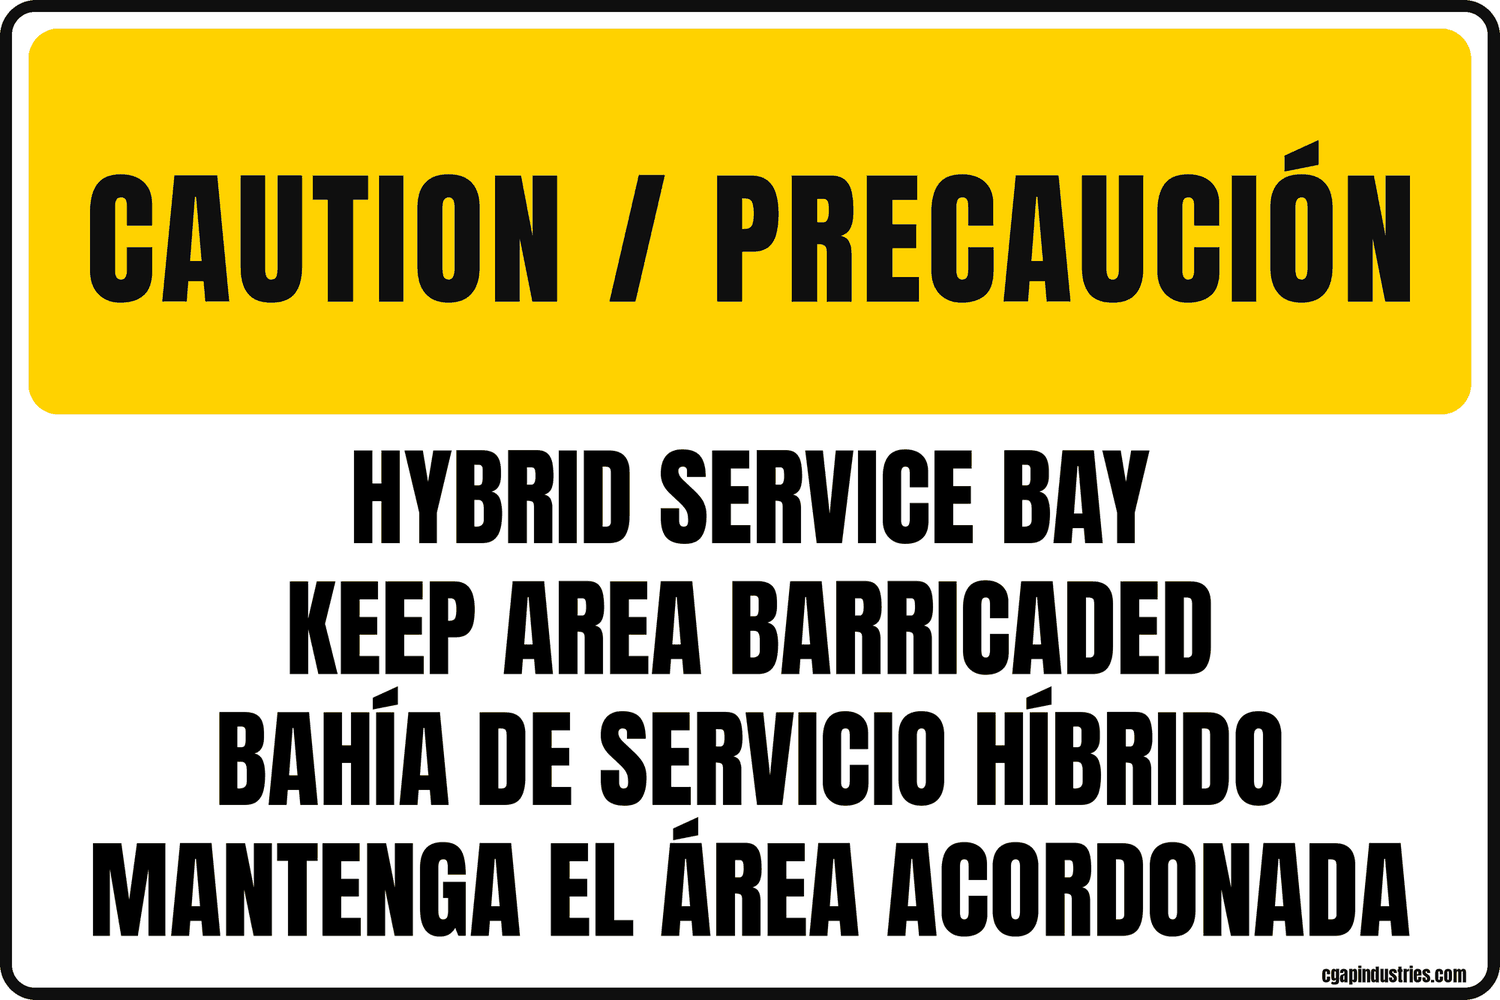 CAUTION / PRECAUCIÓN
HYBRID SERVICE BAY
KEEP AREA BARRICADED
BAHÍA DE SERVICIO HÍBRIDO
MANTENGA EL ÁREA ACORDONADA
cgapindustries.com